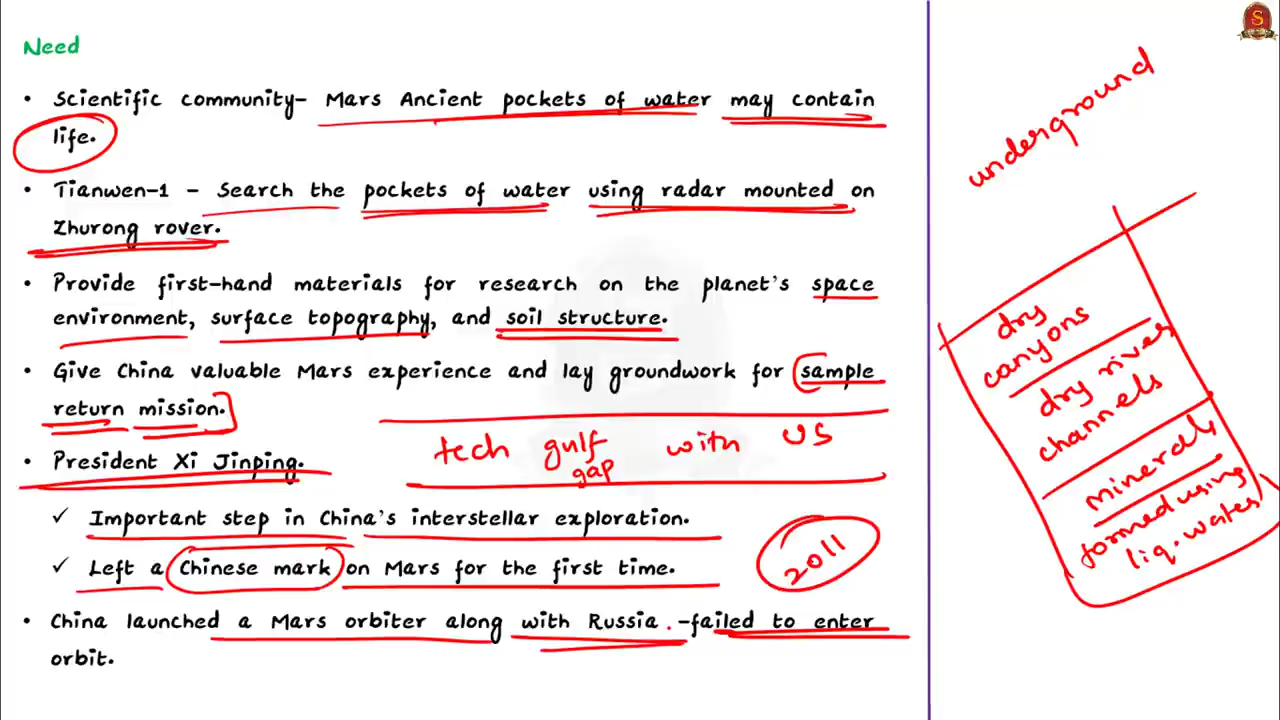 Need
• Scientific community- Mars Ancient pockets of water may contain
life.
• Tianwen-1 - Search the pockets of water using radar mounted on
Zhurong rover.
• Provide first-hand materials for research on the planet's space
environment, surface topography, and soil structure.
• Give China valuable Mars experience and lay groundwork for sample
return mission.
tech gulf with US
gap
• President Xi Jinping.
✓ Important step in China's interstellar exploration.
✓ Left a Chinese mark on Mars for the first time.
2011
• China launched a Mars orbiter along with Russia.-failed to enter
orbit.
underground
dry
canyons
dry river
channels
minerals
formed using
liq. water
S